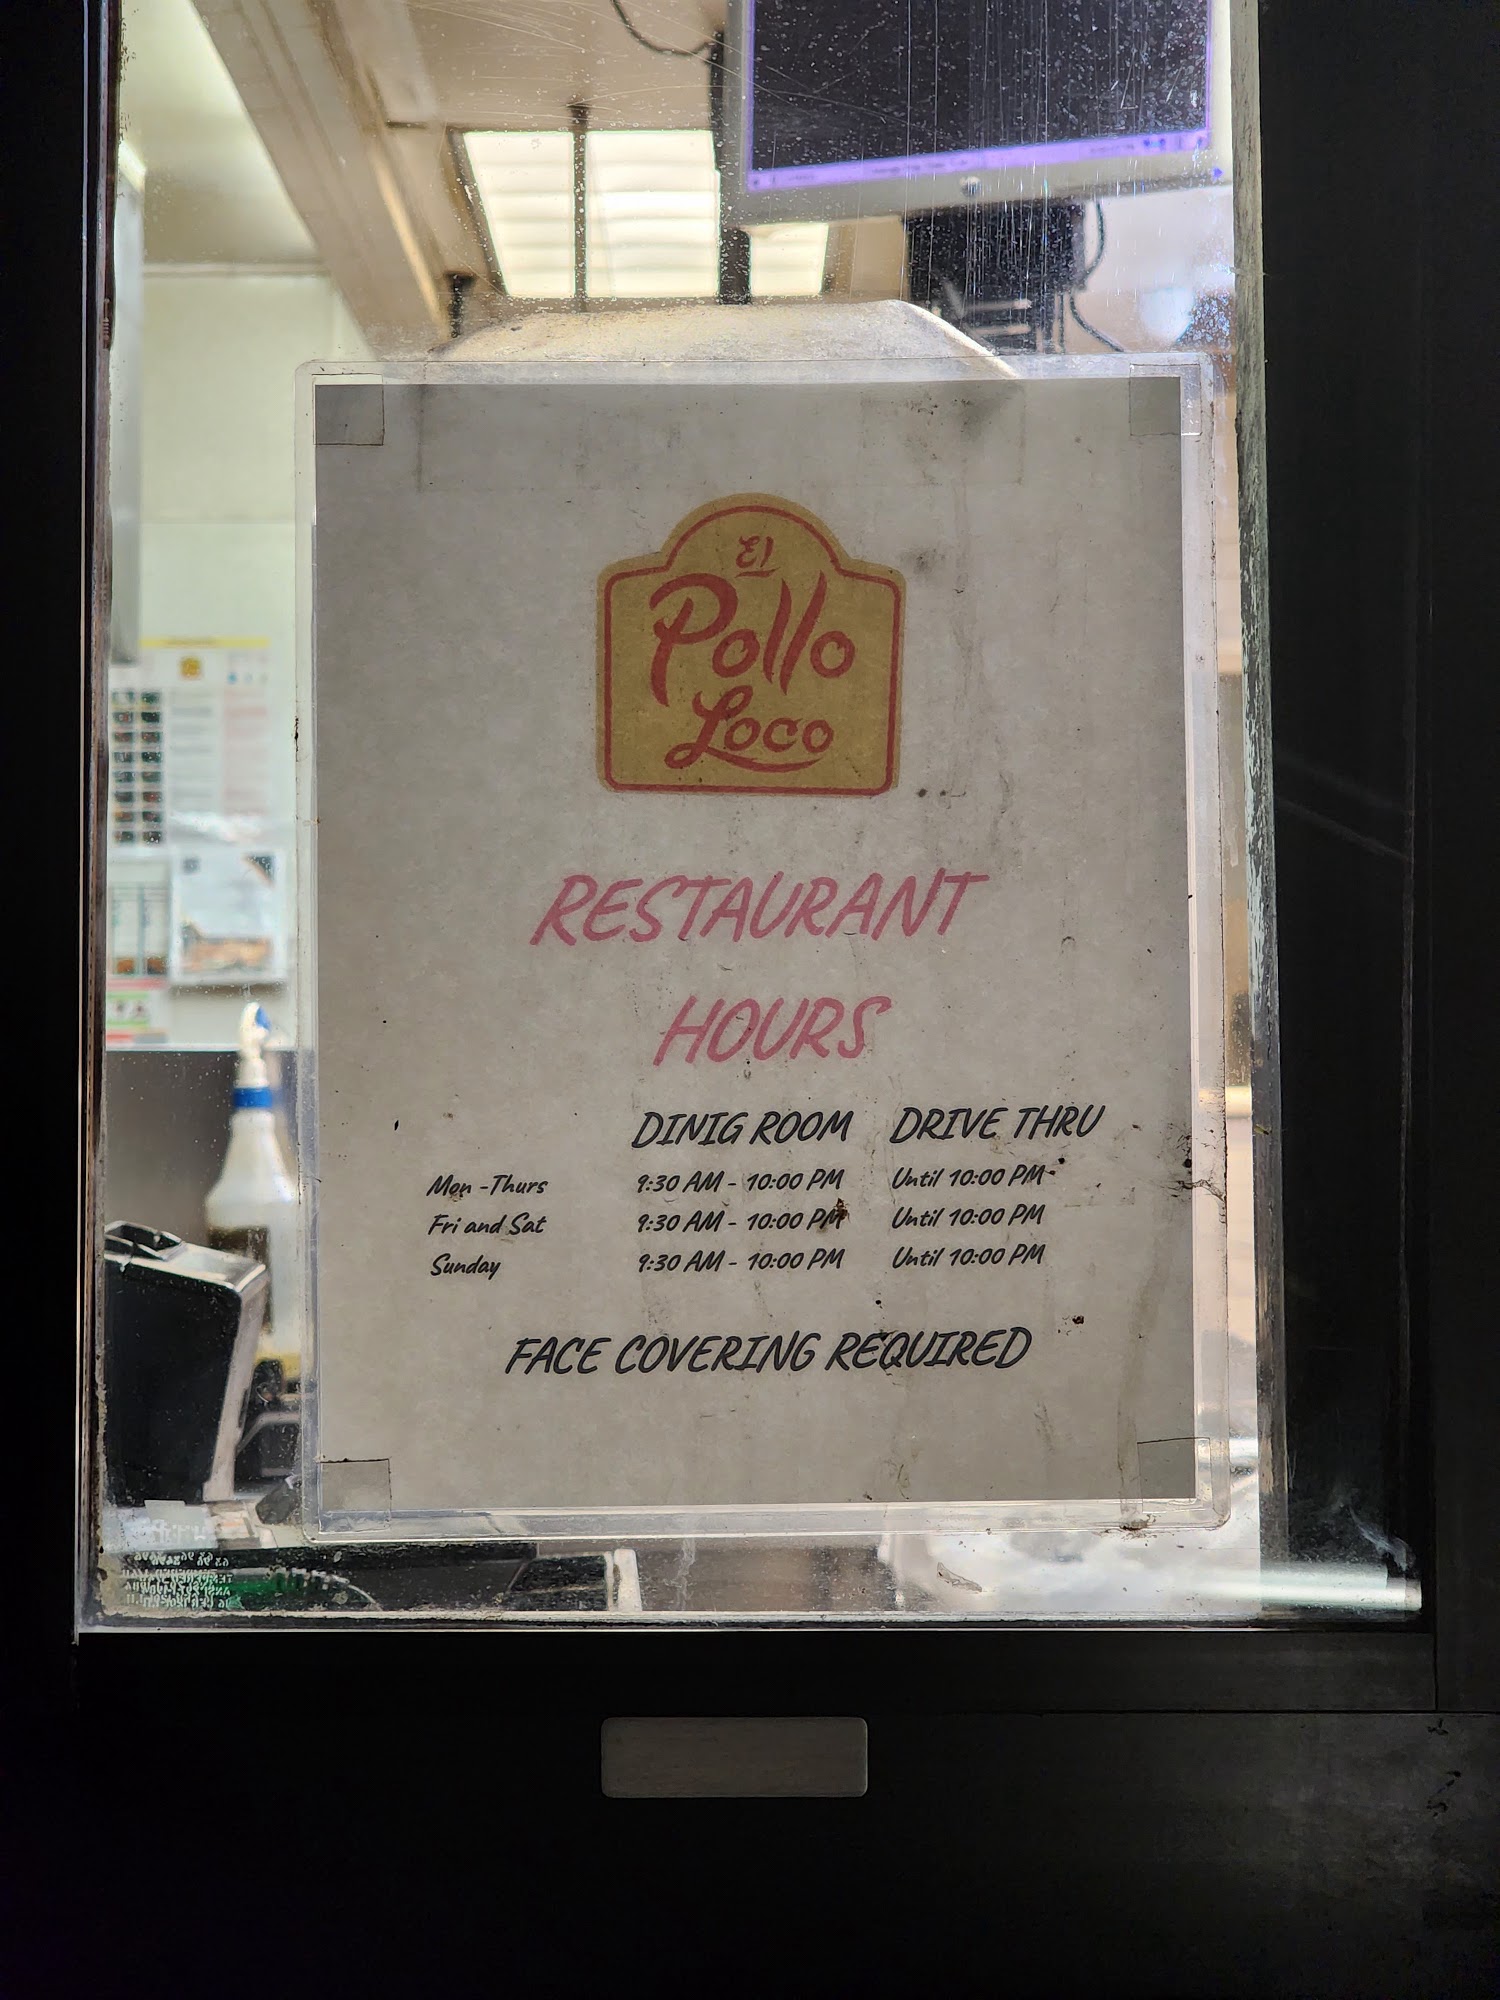 El
Pollo
Loco
RESTAURANT
HOURS
DINIG ROOM DRIVE THRU
Mon -Thurs 9:30 AM - 10:00 PM Until 10:00 PM
Fri and Sat 9:30 AM - 10:00 PM Until 10:00 PM
Sunday 9:30 AM - 10:00 PM Until 10:00 PM
FACE COVERING REQUIRED